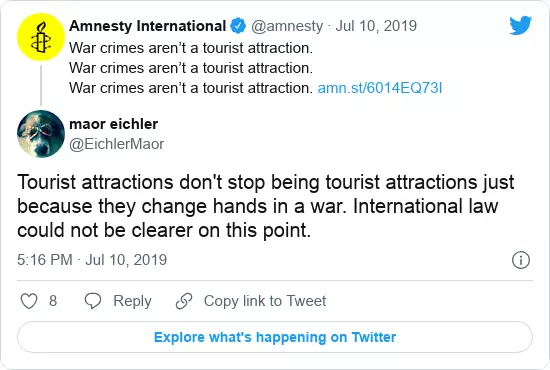 Amnesty International @amnesty · Jul 10, 2019
War crimes aren’t a tourist attraction.
War crimes aren’t a tourist attraction.
War crimes aren’t a tourist attraction. amn.st/6014EQ73I
maor eichler
@EichlerMaor
Tourist attractions don't stop being tourist attractions just
because they change hands in a war. International law
could not be clearer on this point.
5:16 PM · Jul 10, 2019
8 Reply Copy link to Tweet
Explore what's happening on Twitter